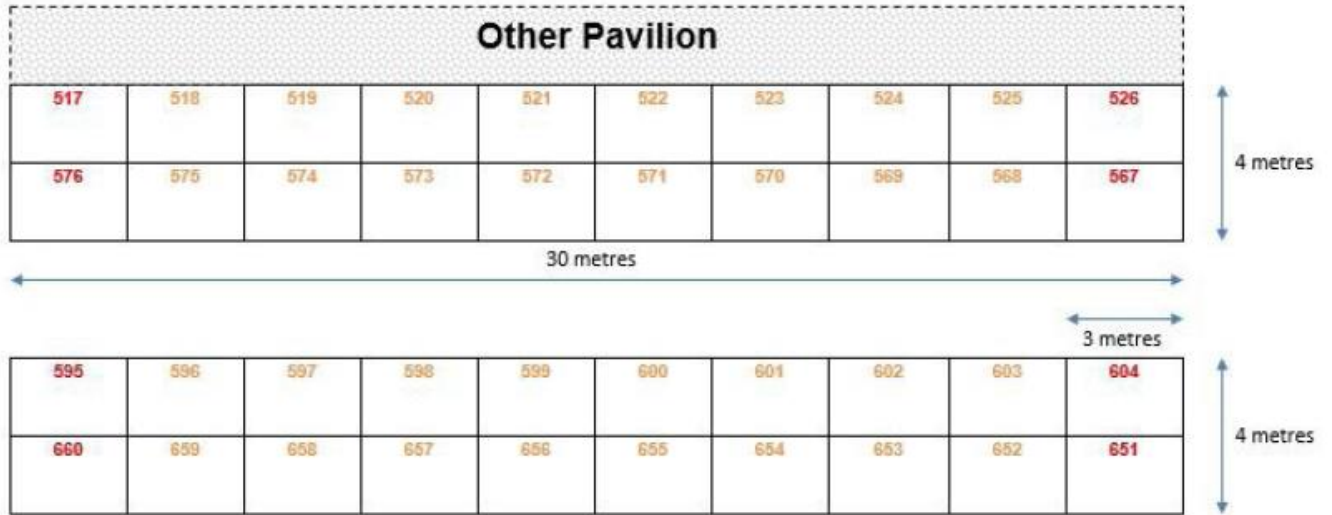 Other Pavilion
517 518 519 520 521 522 523 524 525 526
4 metres
576 575 574 573 572 571 570 569 568 567
30 metres
3 metres
595 596 597 598 599 600 601 602 603 604
4 metres
660 659 658 657 656 655 654 653 652 651